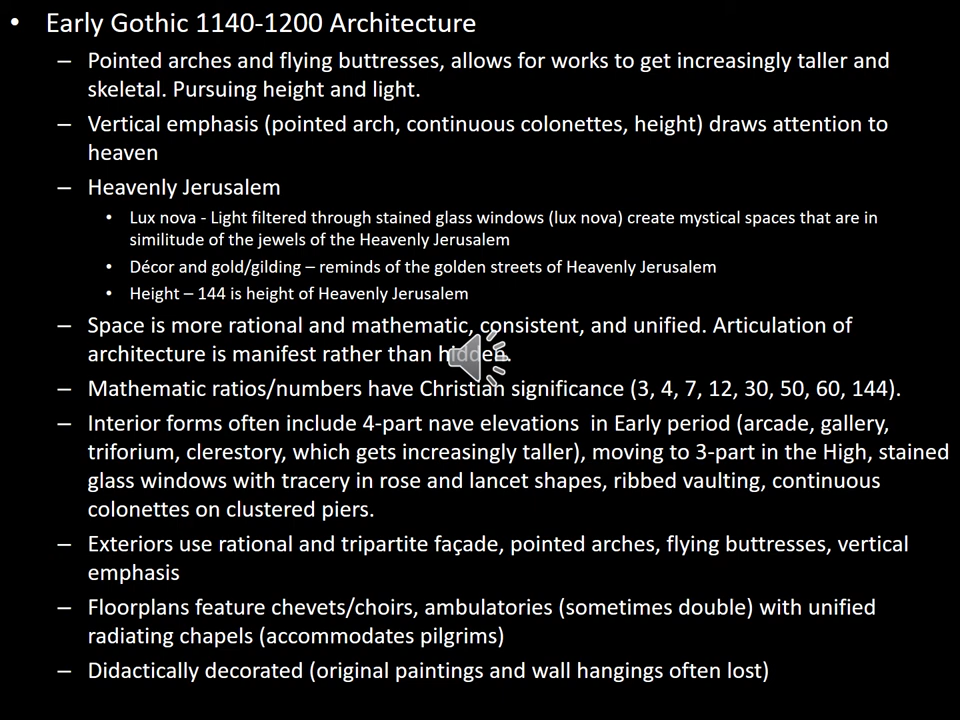 • Early Gothic 1140-1200 Architecture
– Pointed arches and flying buttresses, allows for works to get increasingly taller and
skeletal. Pursuing height and light.
– Vertical emphasis (pointed arch, continuous colonettes, height) draws attention to
heaven
– Heavenly Jerusalem
• Lux nova - Light filtered through stained glass windows (lux nova) create mystical spaces that are in
similitude of the jewels of the Heavenly Jerusalem
• Décor and gold/gilding – reminds of the golden streets of Heavenly Jerusalem
• Height – 144 is height of Heavenly Jerusalem
– Space is more rational and mathematic, consistent, and unified. Articulation of
architecture is manifest rather than hidden.
– Mathematic ratios/numbers have Christian significance (3, 4, 7, 12, 30, 50, 60, 144).
– Interior forms often include 4-part nave elevations in Early period (arcade, gallery,
triforium, clerestory, which gets increasingly taller), moving to 3-part in the High, stained
glass windows with tracery in rose and lancet shapes, ribbed vaulting, continuous
colonettes on clustered piers.
– Exteriors use rational and tripartite façade, pointed arches, flying buttresses, vertical
emphasis
– Floorplans feature chevets/choirs, ambulatories (sometimes double) with unified
radiating chapels (accommodates pilgrims)
– Didactically decorated (original paintings and wall hangings often lost)